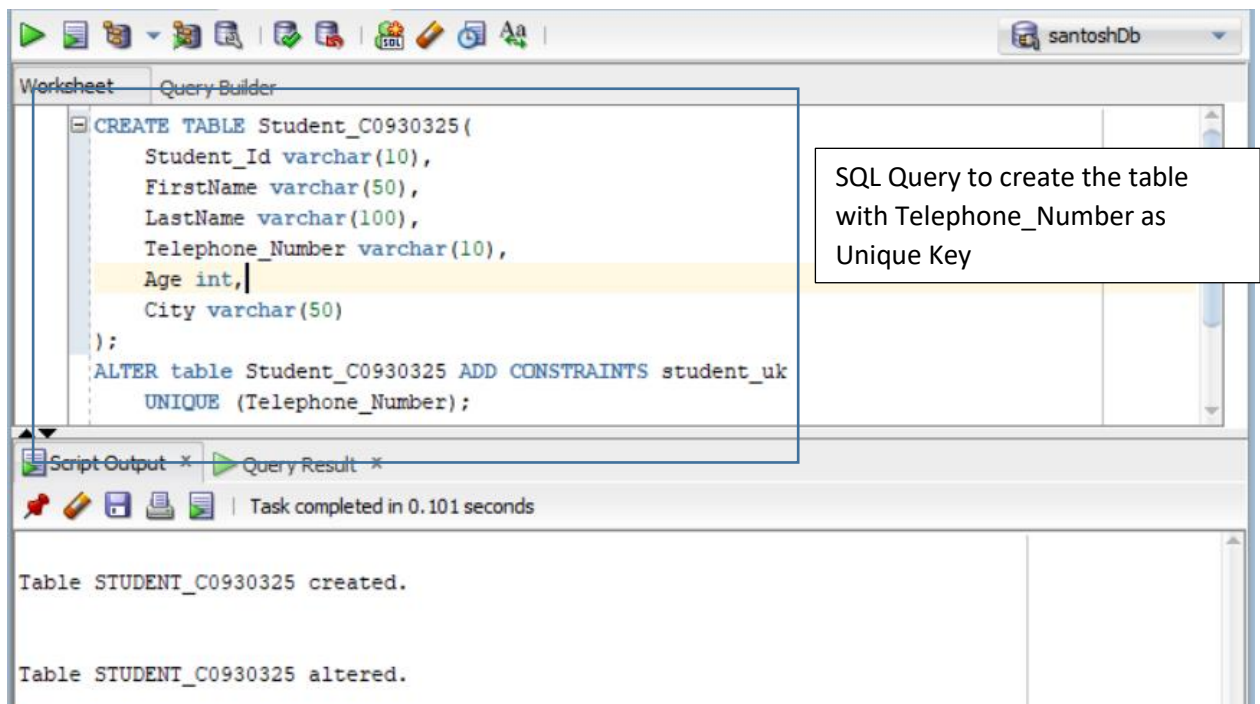 santoshDb
Worksheet Query Builder
CREATE TABLE Student_C0930325(
Student_Id varchar(10),
FirstName varchar(50),
LastName varchar(100),
Telephone_Number varchar(10),
Age int,
City varchar(50)
);
ALTER table Student_C0930325 ADD CONSTRAINTS student_uk
UNIQUE (Telephone_Number);
SQL Query to create the table
with Telephone_Number as
Unique Key
Script Output × Query Result ×
Task completed in 0.101 seconds
Table STUDENT_C0930325 created.
Table STUDENT_C0930325 altered.